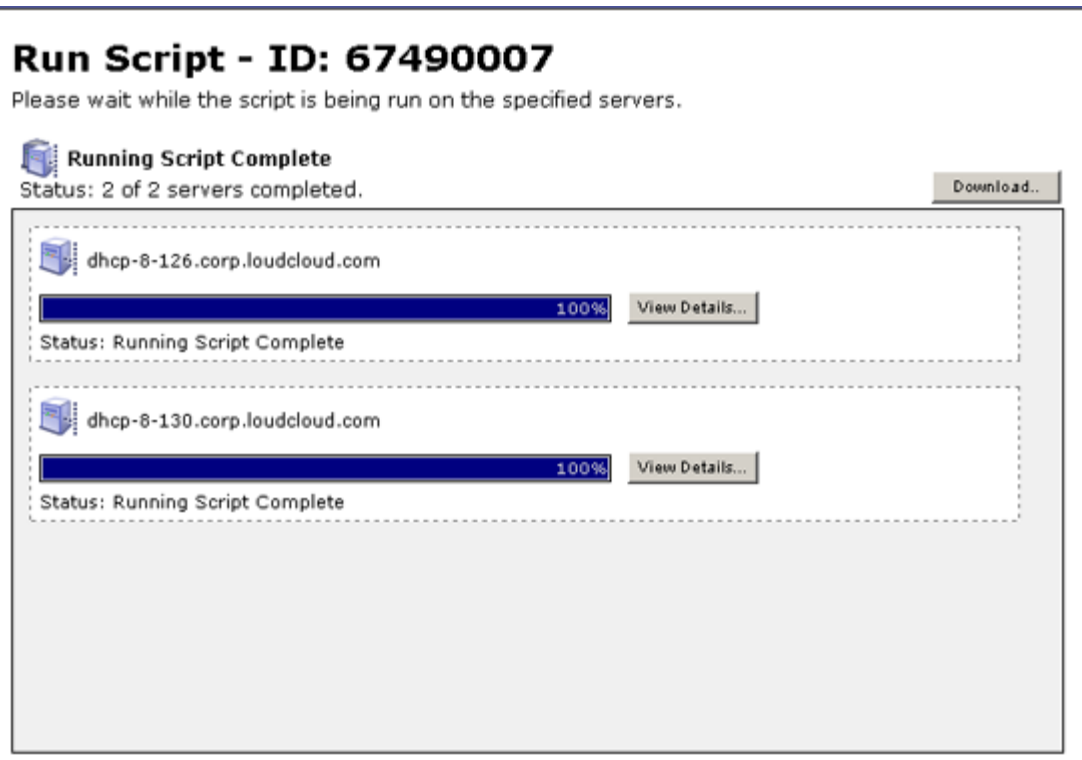 Run Script - ID: 67490007
Please wait while the script is being run on the specified servers.
Running Script Complete
Status: 2 of 2 servers completed.
Download..
dhcp-8-126.corp.loudcloud.com
100%
View Details...
Status: Running Script Complete
dhcp-8-130.corp.loudcloud.com
100%
View Details...
Status: Running Script Complete